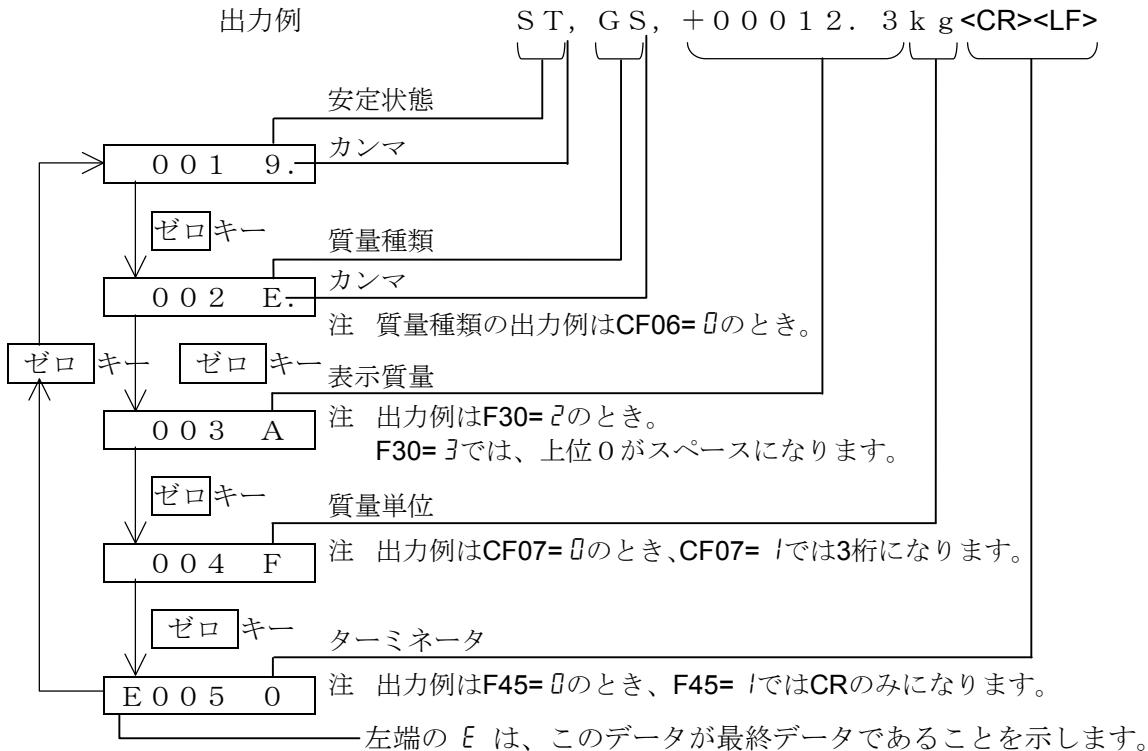 出力例 ＳＴ, ＧＳ, ＋０００１２. ３ｋｇ<CR><LF>
安定状態
００１ ９.
カンマ
ゼロキー
質量種類
００２ Ｅ.
カンマ
注 質量種類の出力例はCF06=0のとき。
ゼロ キー
ゼロ キー
表示質量
００３ Ａ
注 出力例はF30=2のとき。
F30=3では、上位０がスペースになります。
ゼロキー
質量単位
００４ Ｆ
注 出力例はCF07=0のとき、CF07=1では3桁になります。
ゼロ キー
ターミネータ
Ｅ００５ ０
注 出力例はF45=0のとき、F45=1ではCRのみになります。
左端の E は、このデータが最終データであることを示します。